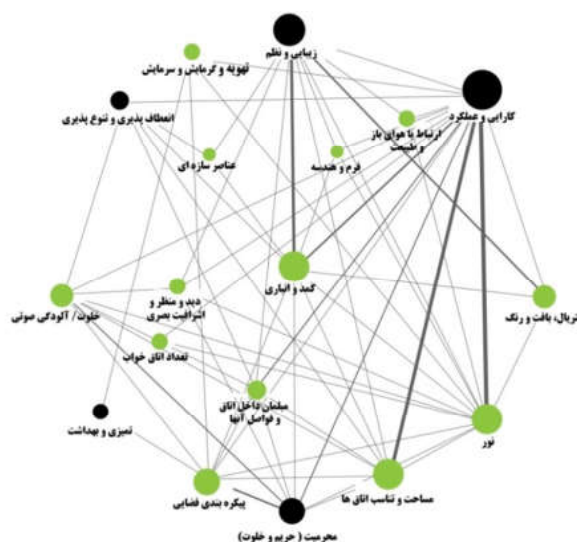 زیبایی و نظم
تهویه و گرمایش و سرمایش
انعطاف پذیری و تنوع پذیری
کارایی و عملکرد
ارتباط با هوای باز
و طبیعت
عناصر سازه ای
فرم و هندسه
کمد و انباری
دید و منظر و
اشرافیت بصری
خلوت/ آلودگی صوتی
تریال، بافت و رنگ
تعداد اتاق خواب
مبلمان داخل اتاق
و فواصل آنها
تمیزی و بهداشت
نور
پیکره بندی فضایی
مساحت و تناسب اتاق ها
محرمیت ( حریم و خلوت)